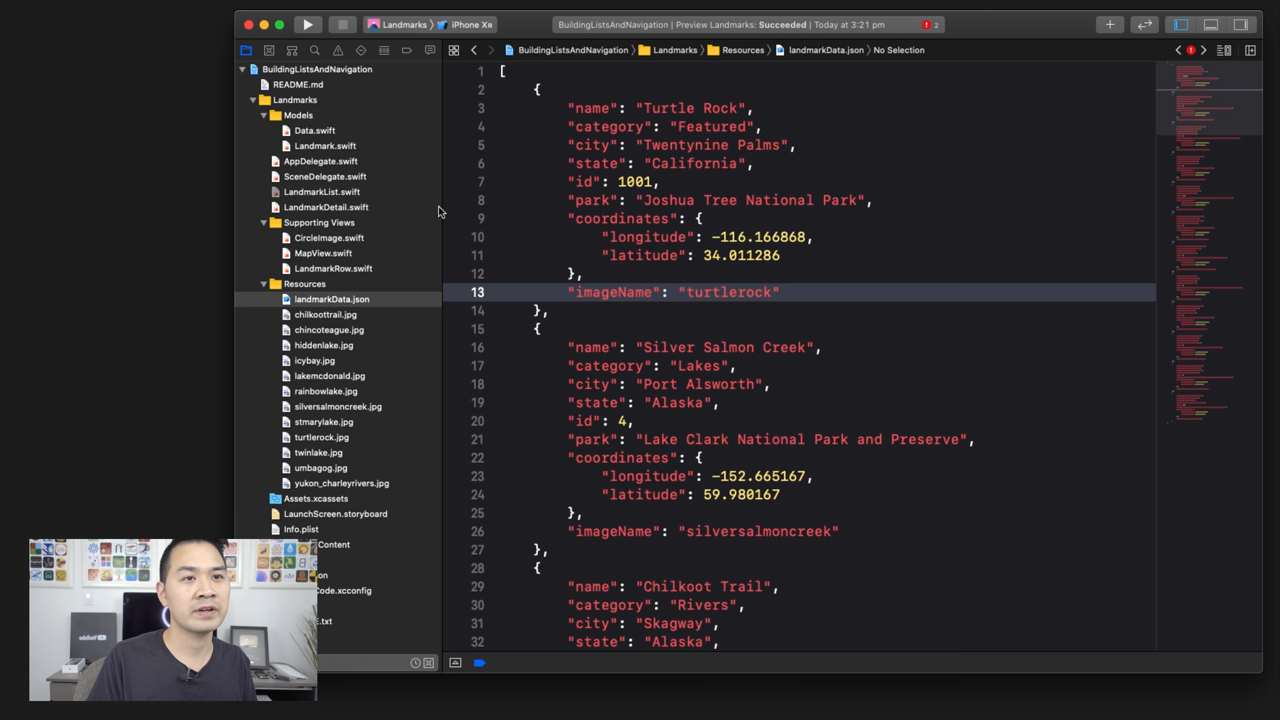 Landmarks
iPhone XR
BuildingListsAndNavigation | Preview Landmarks: Succeeded | Today at 3:21 pm
2
BuildingListsAndNavigation
Landmarks
Resources
landmarkData.json
No Selection
BuildingListsAndNavigation
README.md
Landmarks
Models
Data.swift
Landmark.swift
AppDelegate.swift
SceneDelegate.swift
LandmarkList.swift
LandmarkDetail.swift
Supporting Views
CircleImage.swift
MapView.swift
LandmarkRow.swift
Resources
landmarkData.json
chilkoottrail.jpg
chincoteague.jpg
hiddenlake.jpg
icybay.jpg
lakemcdonald.jpg
rainbowlake.jpg
silversalmoncreek.jpg
stmarylake.jpg
turtlerock.jpg
twinlake.jpg
umbagog.jpg
yukon_charleyrivers.jpg
Assets.xcassets
LaunchScreen.storyboard
Info.plist
Content
on
Code.xcconfig
E.txt
1 [
2 {
3 "name": "Turtle Rock",
4 "category": "Featured",
5 "city": "Twentynine Palms",
6 "state": "California",
7 "id": 1001,
8 "park": "Joshua Tree National Park",
9 "coordinates": {
10 "longitude": -116.166868,
11 "latitude": 34.011286
12 },
13 "imageName": "turtlerock"
14 },
15 {
16 "name": "Silver Salmon Creek",
17 "category": "Lakes",
18 "city": "Port Alsworth",
19 "state": "Alaska",
20 "id": 4,
21 "park": "Lake Clark National Park and Preserve",
22 "coordinates": {
23 "longitude": -152.665167,
24 "latitude": 59.980167
25 },
26 "imageName": "silversalmoncreek"
27 },
28 {
29 "name": "Chilkoot Trail",
30 "category": "Rivers",
31 "city": "Skagway",
32 "state": "Alaska",
YouTube